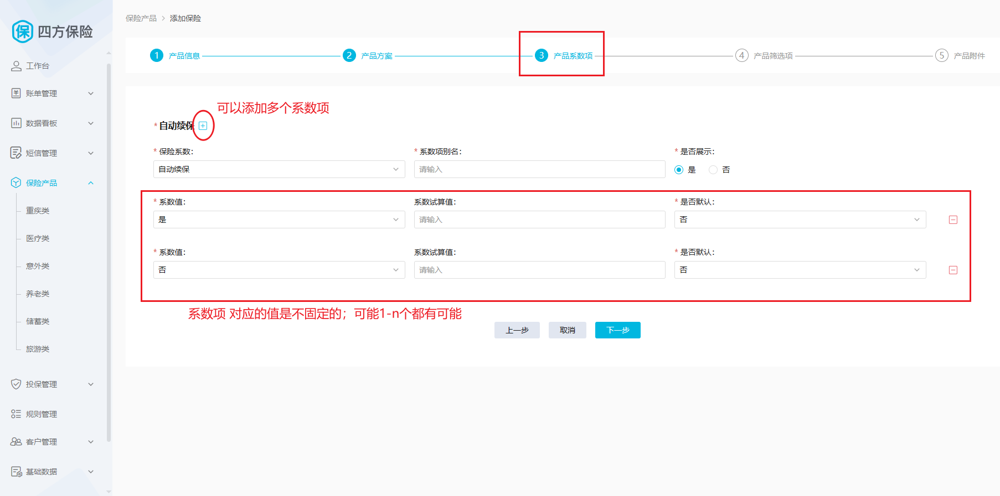 保 四方保险
工作台
账单管理
数据看板
短信管理
保险产品
重疾类
医疗类
意外类
养老类
储蓄类
旅游类
投保管理
规则管理
客户管理
基础数据
保险产品 > 添加保险
1 产品信息 2 产品方案 3 产品系数项 4 产品筛选项 5 产品附件
可以添加多个系数项
* 自动续保
* 保险系数: * 系数项别名: * 是否展示:
自动续保 请输入 是 否
* 系数值: 系数试算值: * 是否默认:
是 请输入 否
* 系数值: 系数试算值: * 是否默认:
否 请输入 否
系数项 对应的值是不固定的；可能1-n个都有可能
上一步 取消 下一步